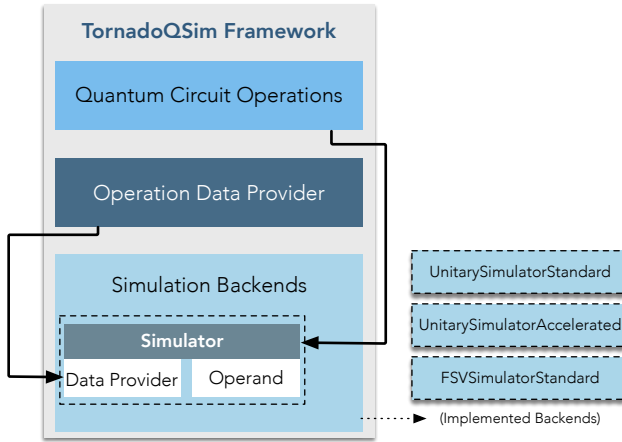 TornadoQSim Framework
Quantum Circuit Operations
Operation Data Provider
Simulation Backends
Simulator
Data Provider
Operand
UnitarySimulatorStandard
UnitarySimulatorAccelerated
FSVSimulatorStandard
(Implemented Backends)